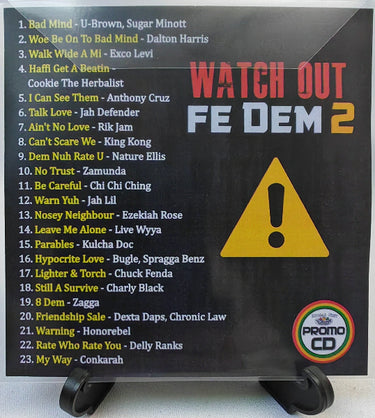 1. Bad Mind - U-Brown, Sugar Minott
2. Woe Be On To Bad Mind - Dalton Harris
3. Walk Wide A Mi - Exco Levi
4. Haffi Get A Beatin -
Cookie The Herbalist
5. I Can See Them - Anthony Cruz
6. Talk Love - Jah Defender
7. Ain't No Love - Rik Jam
8. Can't Scare We - King Kong
9. Dem Nuh Rate U - Nature Ellis
10. No Trust - Zamunda
11. Be Careful - Chi Chi Ching
12. Warn Yuh - Jah Lil
13. Nosey Neighbour - Ezekiah Rose
14. Leave Me Alone - Live Wyya
15. Parables - Kulcha Doc
16. Hypocrite Love - Bugle, Spragga Benz
17. Lighter & Torch - Chuck Fenda
18. Still A Survive - Charly Black
19. 8 Dem - Zagga
20. Friendship Sale - Dexta Daps, Chronic Law
21. Warning - Honorebel
22. Rate Who Rate You - Delly Ranks
23. My Way - Conkarah
WATCH OUT
FE DEM 2
PROMO
CD